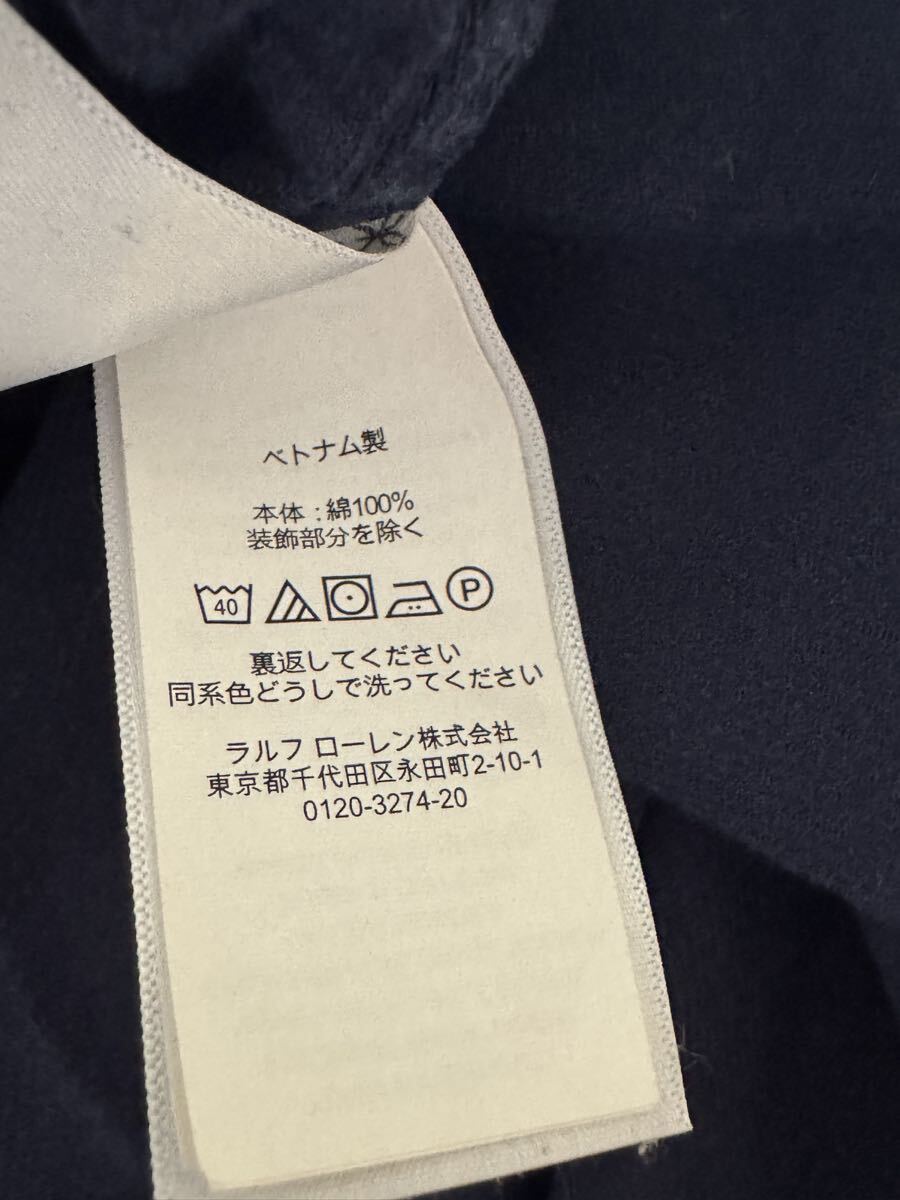 ベトナム製
本体 : 綿100%
装飾部分を除く
40 P
裏返してください
同系色どうしで洗ってください
ラルフ ローレン株式会社
東京都千代田区永田町2-10-1
0120-3274-20